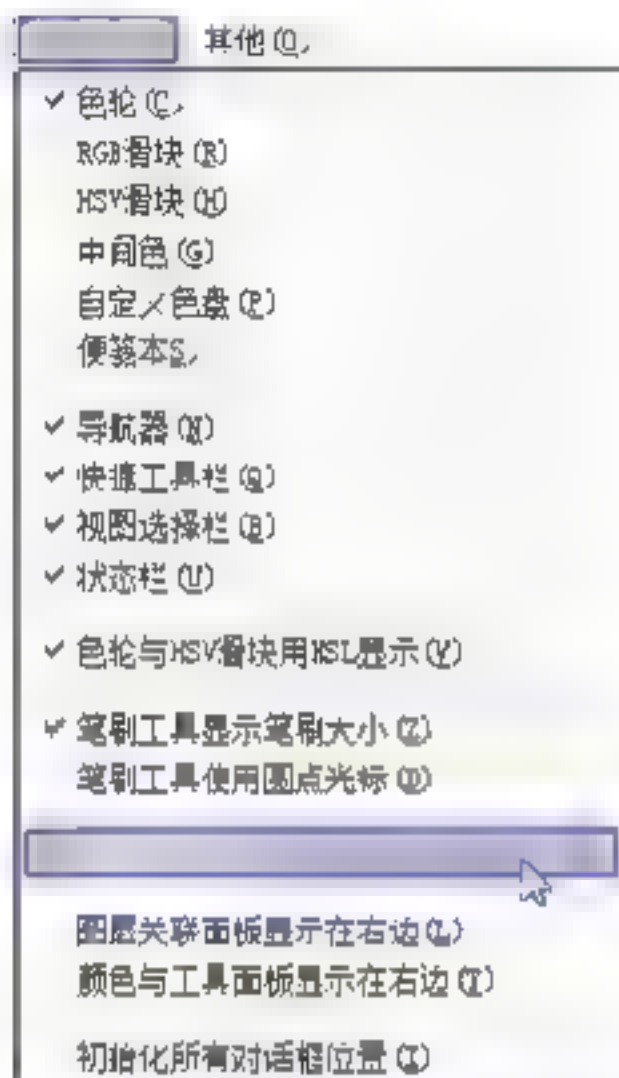 其他(O)
✓ 色轮(C)
RGB滑块(R)
HSV滑块(H)
中间色(G)
自定义色盘(P)
便笺本S)
✓ 导航器(N)
✓ 快捷工具栏(Q)
✓ 视图选择栏(B)
✓ 状态栏(U)
✓ 色轮与HSV滑块用HSL显示(Y)
✓ 笔刷工具显示笔刷大小(Z)
笔刷工具使用圆点光标(D)
图层关联面板显示在右边(L)
颜色与工具面板显示在右边(T)
初始化所有对话框位置(I)